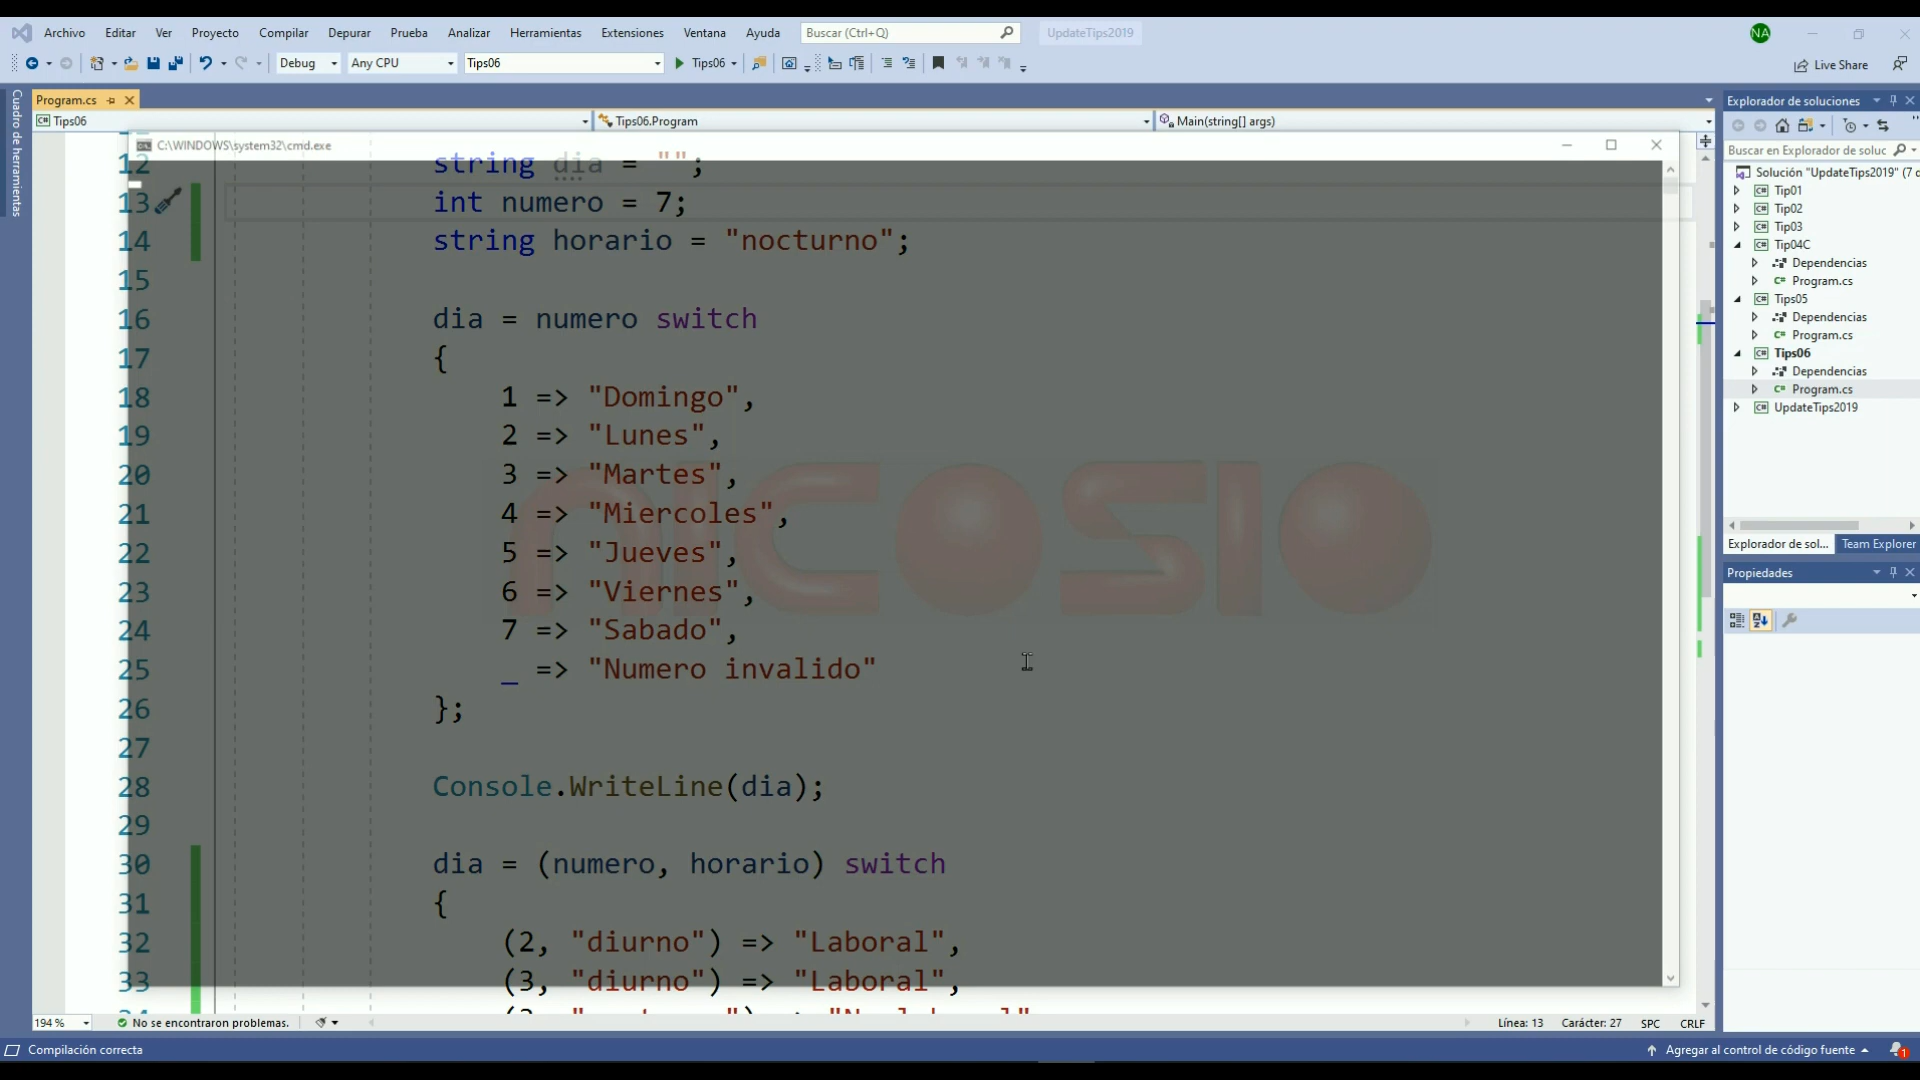 Archivo Editar Ver Proyecto Compilar Depurar Prueba Analizar Herramientas Extensiones Ventana Ayuda Buscar (Ctrl+Q) UpdateTips2019 NA
Debug Any CPU Tips06 Tips06 Live Share
Cuadro de herramientas
Program.cs
Tips06 Tips06.Program Main(string[] args)
C:\WINDOWS\system32\cmd.exe
12 string dia = "";
13 int numero = 7;
14 string horario = "nocturno";
15
16 dia = numero switch
17 {
18 1 => "Domingo",
19 2 => "Lunes",
20 3 => "Martes",
21 4 => "Miercoles",
22 5 => "Jueves",
23 6 => "Viernes",
24 7 => "Sabado",
25 _ => "Numero invalido"
26 };
27
28 Console.WriteLine(dia);
29
30 dia = (numero, horario) switch
31 {
32 (2, "diurno") => "Laboral",
33 (3, "diurno") => "Laboral",
NICOSIO
194 % No se encontraron problemas. Línea: 13 Carácter: 27 SPC CRLF
Compilación correcta Agregar al control de código fuente 1
Explorador de soluciones
Buscar en Explorador de soluc
Solución "UpdateTips2019" (7 d
Tip01
Tip02
Tip03
Tip04C
Dependencias
C# Program.cs
Tips05
Dependencias
C# Program.cs
Tips06
Dependencias
C# Program.cs
UpdateTips2019
Explorador de sol... Team Explorer
Propiedades